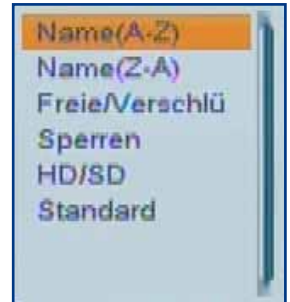 Name(A-Z)
Name(Z-A)
Freie/Verschlü
Sperren
HD/SD
Standard